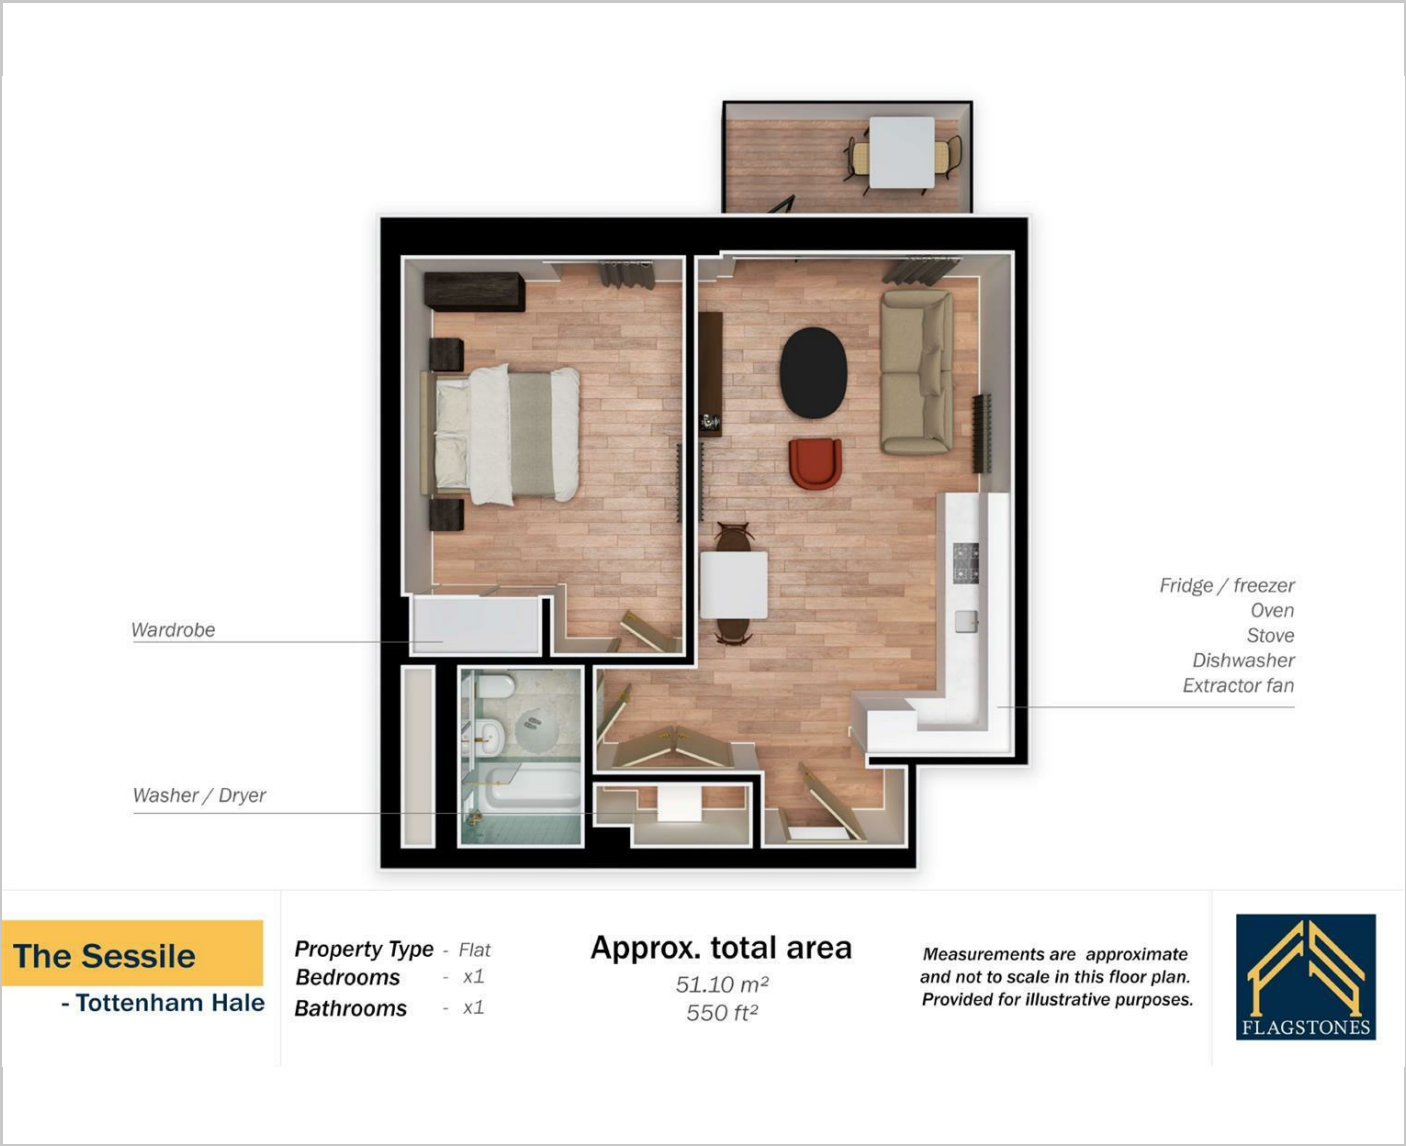 Wardrobe
Fridge / freezer
Oven
Stove
Dishwasher
Extractor fan
Washer / Dryer
The Sessile
- Tottenham Hale
Property Type - Flat
Bedrooms - x1
Bathrooms - x1
Approx. total area
51.10 m²
550 ft²
Measurements are approximate
and not to scale in this floor plan.
Provided for illustrative purposes.
FLAGSTONES